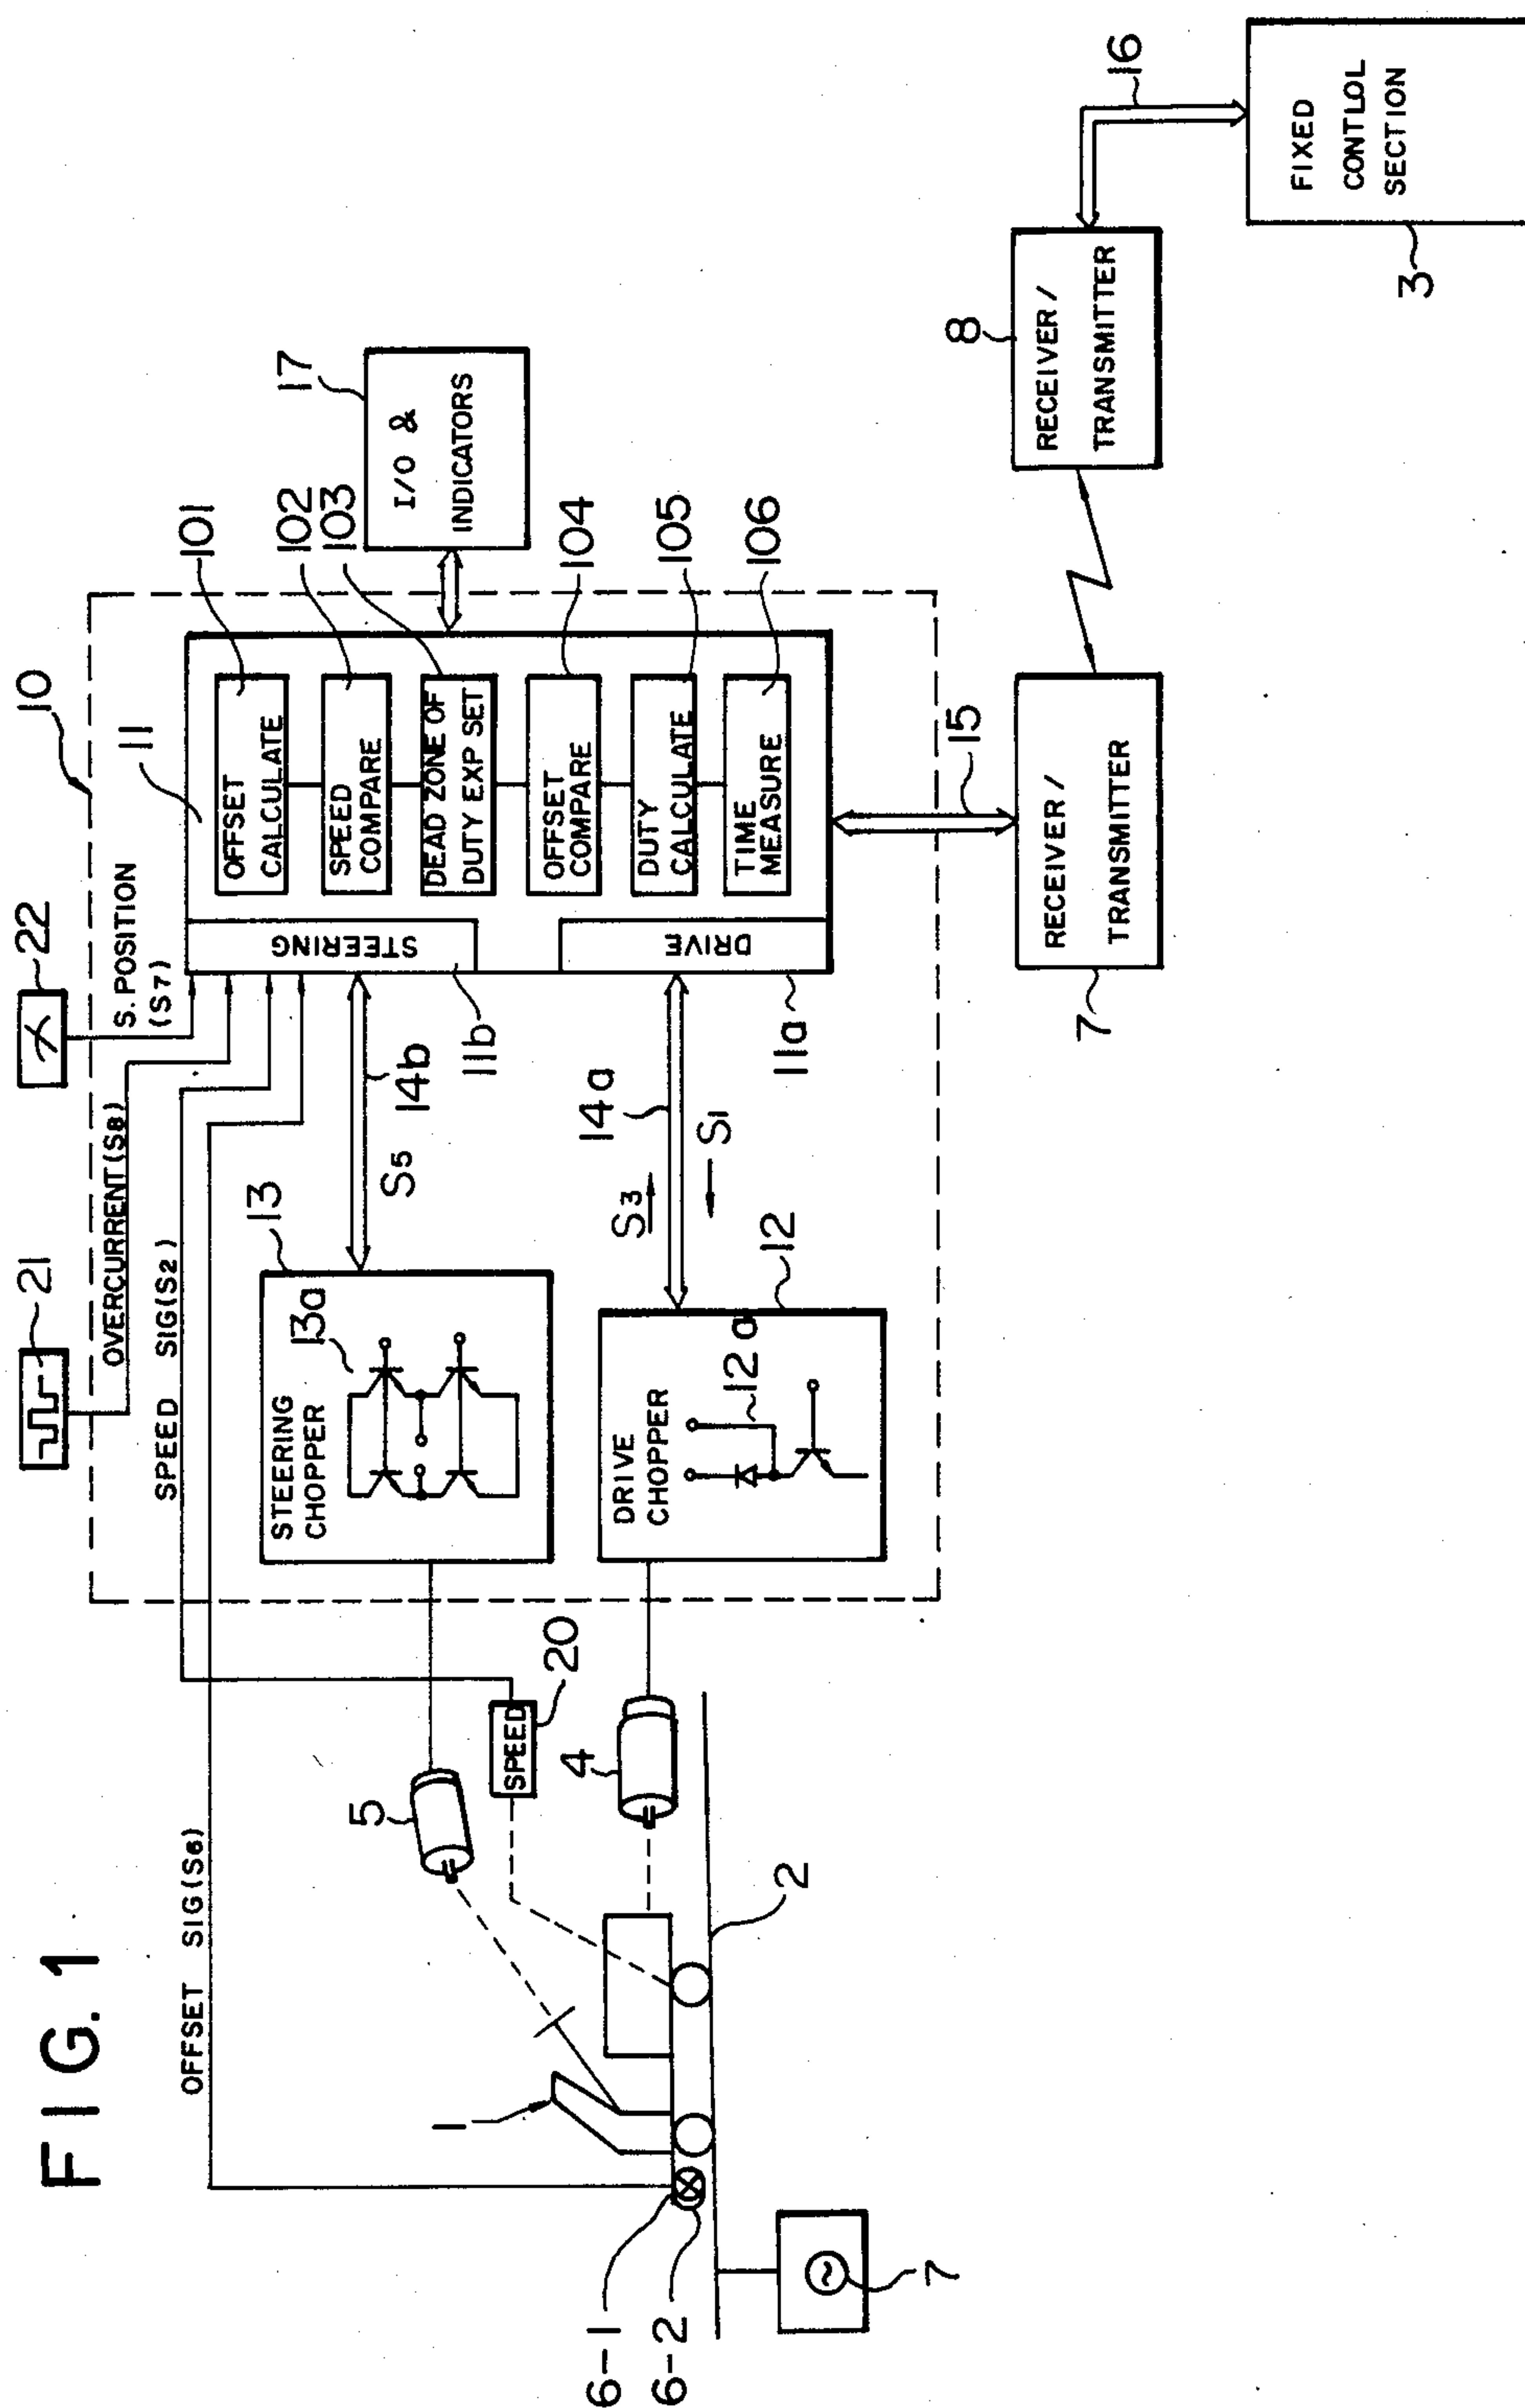 FIG. 1
10
11
101
102
103
104
105
106
17
I/O &
INDICATORS
OFFSET
CALCULATE
SPEED
COMPARE
DEAD ZONE OF
DUTY EXP SET
OFFSET
COMPARE
DUTY
CALCULATE
TIME
MEASURE
STEERING
DRIVE
11b
11a
22
S. POSITION
(S7)
21
OVERCURRENT(S8)
SPEED SIG(S2)
OFFSET SIG(S6)
14b
S5
14a
S3
S1
13
STEERING
CHOPPER
13a
12
DRIVE
CHOPPER
12a
5
SPEED
20
4
1
2
6-1
6-2
7
15
RECEIVER/
TRANSMITTER
7
8
RECEIVER/
TRANSMITTER
16
FIXED
CONTLOL
SECTION
3